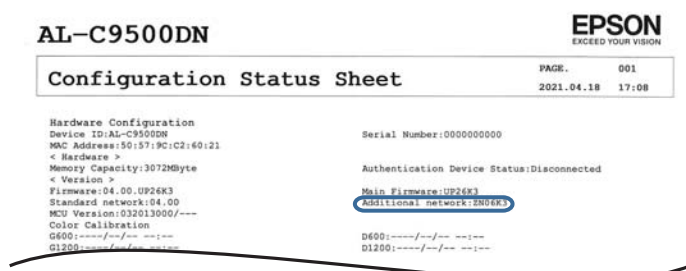 AL-C9500DN
EPSON
EXCEED YOUR VISION
Configuration Status Sheet
PAGE. 001
2021.04.18 17:08
Hardware Configuration
Device ID:AL-C9500DN
Serial Number:0000000000
MAC Address:50:57:9C:C2:60:21
< Hardware >
Memory Capacity:3072MByte
Authentication Device Status:Disconnected
< Version >
Firmware:04.00.UP26K3
Main Firmware:UP26K3
Standard network:04.00
Additional network:ZN06K3
MCU Version:032013000/---
Color Calibration
G600:----/--/-- --:--
D600:----/--/-- --:--
G1200:----/--/-- --:--
D1200:----/--/-- --:--